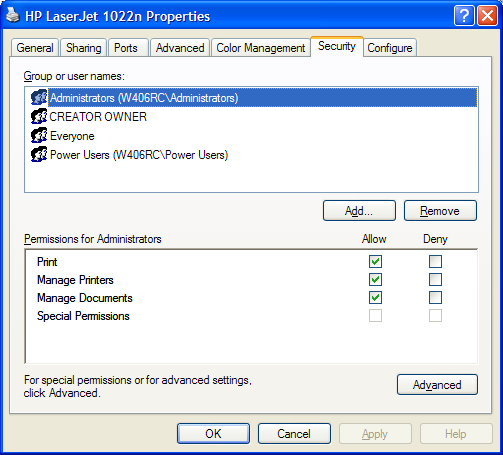 HP LaserJet 1022n Properties
General Sharing Ports Advanced Color Management Security Configure
Group or user names:
Administrators (W406RC\Administrators)
CREATOR OWNER
Everyone
Power Users (W406RC\Power Users)
Add... Remove
Permissions for Administrators Allow Deny
Print
Manage Printers
Manage Documents
Special Permissions
For special permissions or for advanced settings,
click Advanced.
Advanced
OK Cancel Apply Help